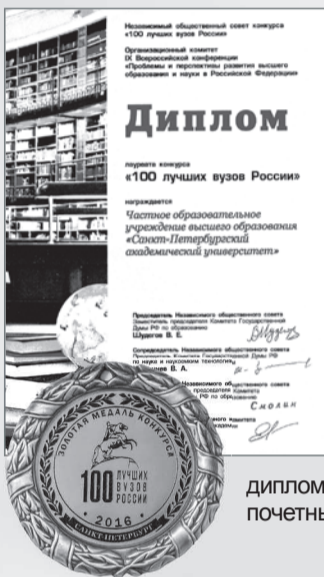 Независимый общественный совет конкурса
«100 лучших вузов России»
Организационный комитет
IX Всероссийской конференции
«Проблемы и перспективы развития высшего
образования и науки в Российской Федерации»
Диплом
лауреата конкурса
«100 лучших вузов России»
награждается
Частное образовательное
учреждение высшего образования
«Санкт-Петербургский
академический университет»
Председатель Независимого общественного совета
Заместитель председателя Комитета Государственной
Думы РФ по образованию
Шудегов В. Е.
Сопредседатель Независимого общественного совета
Председатель Комитета Государственной Думы РФ
по науке и наукоемким технологиям
В. А.
Независимого общественного совета
РФ по образованию
комитета
ЗОЛОТАЯ МЕДАЛЬ КОНКУРСА
100 ЛУЧШИХ
ВУЗОВ
РОССИИ
2016
САНКТ-ПЕТЕРБУРГ
диплом
почетны